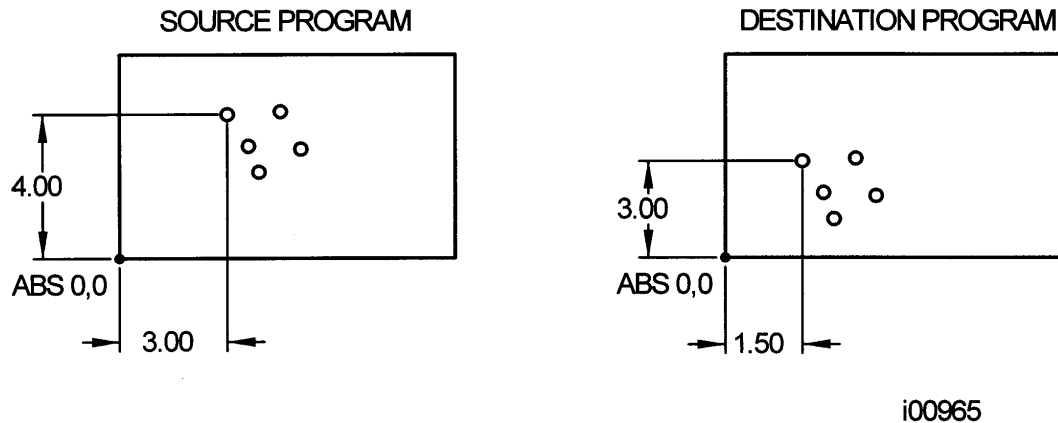 SOURCE PROGRAM
4.00
ABS 0,0
3.00
DESTINATION PROGRAM
3.00
ABS 0,0
1.50
i00965